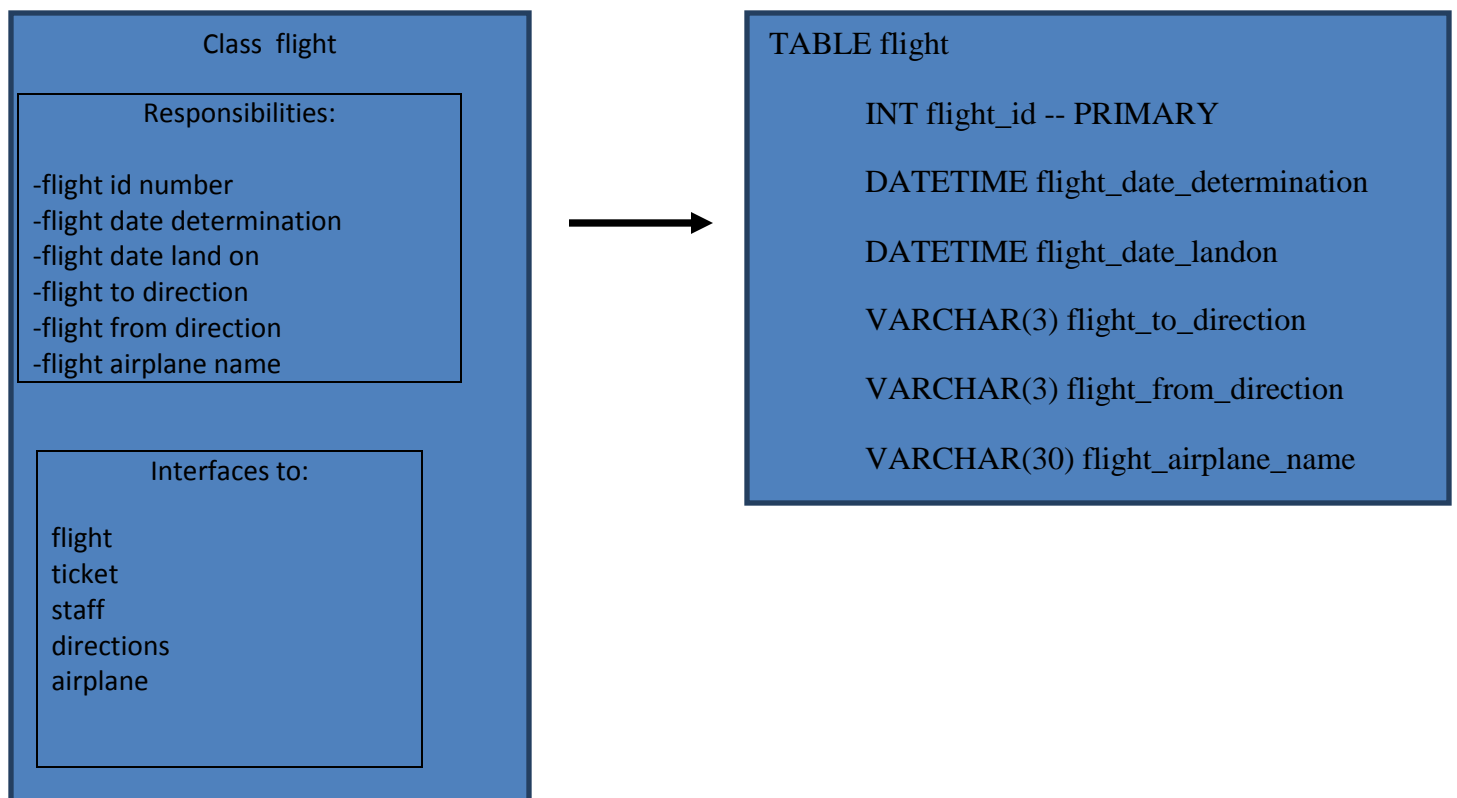 Class flight
Responsibilities:
-flight id number
-flight date determination
-flight date land on
-flight to direction
-flight from direction
-flight airplane name
Interfaces to:
flight
ticket
staff
directions
airplane
TABLE flight
INT flight_id -- PRIMARY
DATETIME flight_date_determination
DATETIME flight_date_landon
VARCHAR(3) flight_to_direction
VARCHAR(3) flight_from_direction
VARCHAR(30) flight_airplane_name